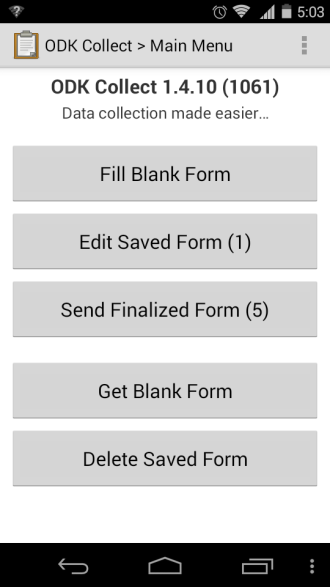 5:03
ODK Collect > Main Menu
ODK Collect 1.4.10 (1061)
Data collection made easier...
Fill Blank Form
Edit Saved Form (1)
Send Finalized Form (5)
Get Blank Form
Delete Saved Form